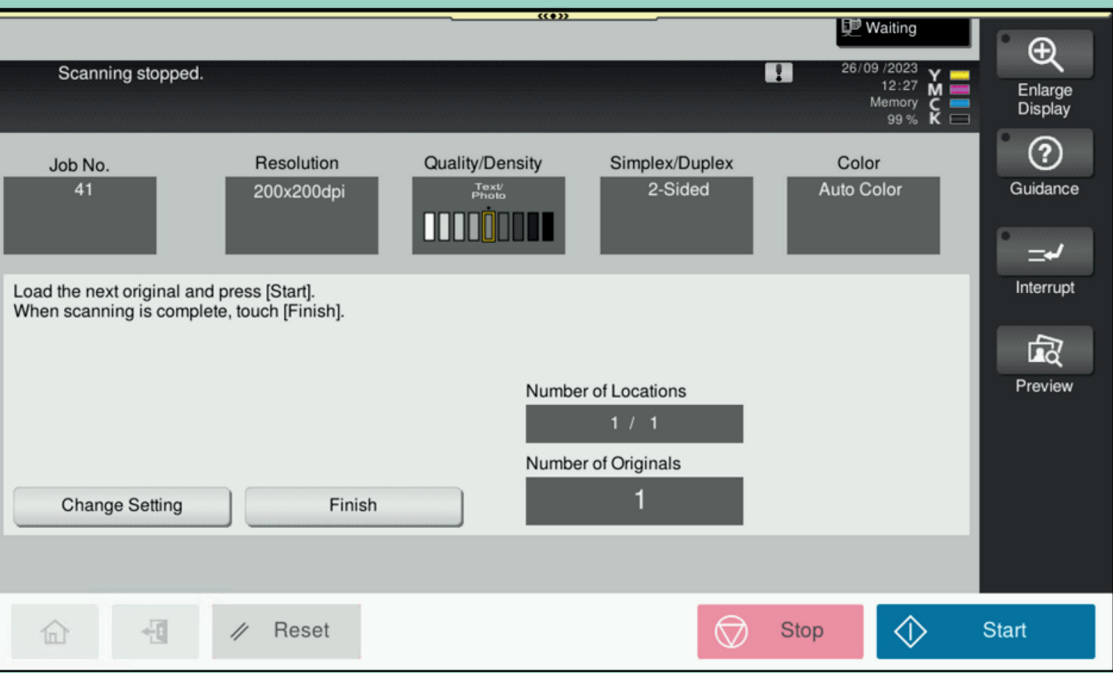 Waiting
Scanning stopped.
26/09 /2023
12:27
Memory
99 %
Y
M
C
K
Job No.
41
Resolution
200x200dpi
Quality/Density
Text/
Photo
Simplex/Duplex
2-Sided
Color
Auto Color
Load the next original and press [Start].
When scanning is complete, touch [Finish].
Number of Locations
1 / 1
Number of Originals
1
Change Setting
Finish
Enlarge
Display
Guidance
Interrupt
Preview
Reset
Stop
Start